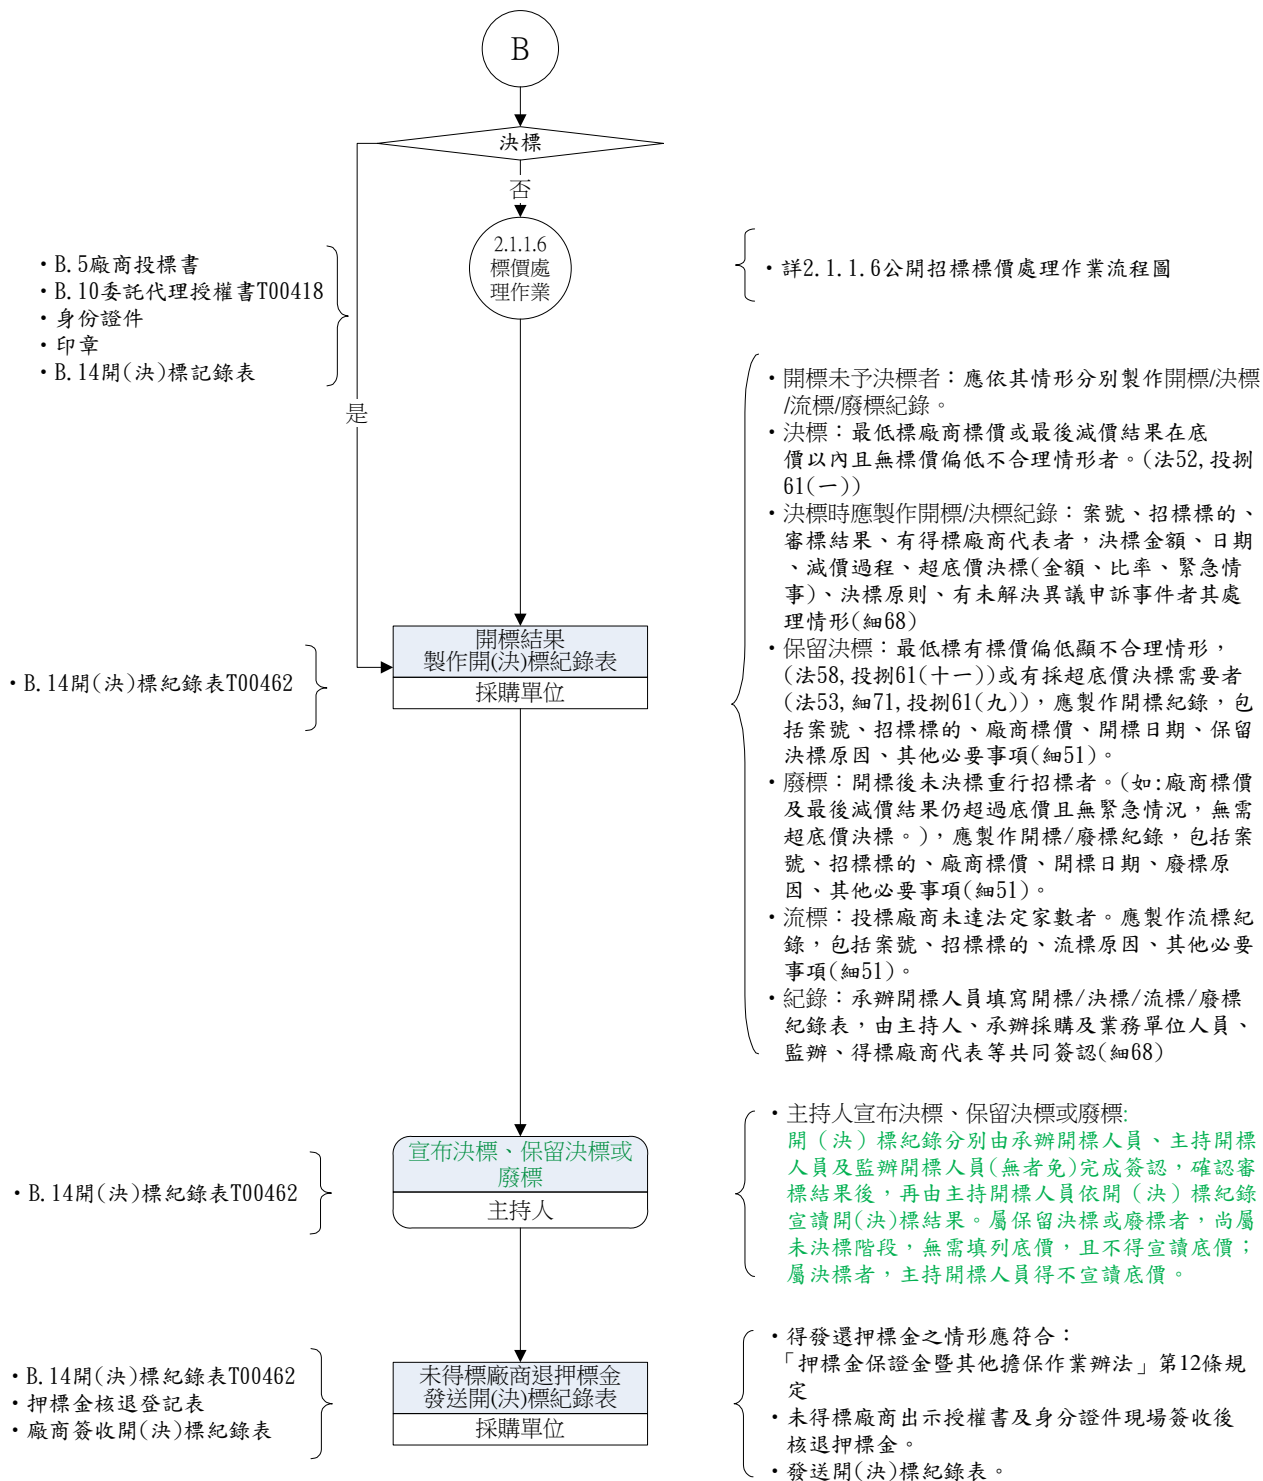 B
決標
否
2.1.1.6
標價處
理作業
是
・B.5廠商投標書
・B.10委託代理授權書T00418
・身份證件
・印章
・B.14開(決)標記錄表
・詳2.1.1.6公開招標標價處理作業流程圖
・開標未予決標者：應依其情形分別製作開標/決標
/流標/廢標紀錄。
・決標：最低標廠商標價或最後減價結果在底
價以內且無標價偏低不合理情形者。(法52,投捌
61(一))
・決標時應製作開標/決標紀錄：案號、招標標的、
審標結果、有得標廠商代表者，決標金額、日期
、減價過程、超底價決標(金額、比率、緊急情
事)、決標原則、有未解決異議申訴事件者其處
理情形(細68)
・保留決標：最低標有標價偏低顯不合理情形，
(法58,投捌61(十一))或有採超底價決標需要者
(法53,細71,投捌61(九))，應製作開標紀錄，包
括案號、招標標的、廠商標價、開標日期、保留
決標原因、其他必要事項(細51)。
・廢標：開標後未決標重行招標者。(如:廠商標價
及最後減價結果仍超過底價且無緊急情況，無需
超底價決標。)，應製作開標/廢標紀錄，包括案
號、招標標的、廠商標價、開標日期、廢標原
因、其他必要事項(細51)。
・流標：投標廠商未達法定家數者。應製作流標紀
錄，包括案號、招標標的、流標原因、其他必要
事項(細51)。
・紀錄：承辦開標人員填寫開標/決標/流標/廢標
紀錄表，由主持人、承辦採購及業務單位人員、
監辦、得標廠商代表等共同簽認(細68)
開標結果
製作開(決)標紀錄表
採購單位
・B.14開(決)標紀錄表T00462
宣布決標、保留決標或
廢標
主持人
・B.14開(決)標紀錄表T00462
・主持人宣布決標、保留決標或廢標:
開（決）標紀錄分別由承辦開標人員、主持開標
人員及監辦開標人員(無者免)完成簽認，確認審
標結果後，再由主持開標人員依開（決）標紀錄
宣讀開(決)標結果。屬保留決標或廢標者，尚屬
未決標階段，無需填列底價，且不得宣讀底價；
屬決標者，主持開標人員得不宣讀底價。
未得標廠商退押標金
發送開(決)標紀錄表
採購單位
・B.14開(決)標紀錄表T00462
・押標金核退登記表
・廠商簽收開(決)標紀錄表
・得發還押標金之情形應符合：
「押標金保證金暨其他擔保作業辦法」第12條規
定
・未得標廠商出示授權書及身分證件現場簽收後
核退押標金。
・發送開(決)標紀錄表。